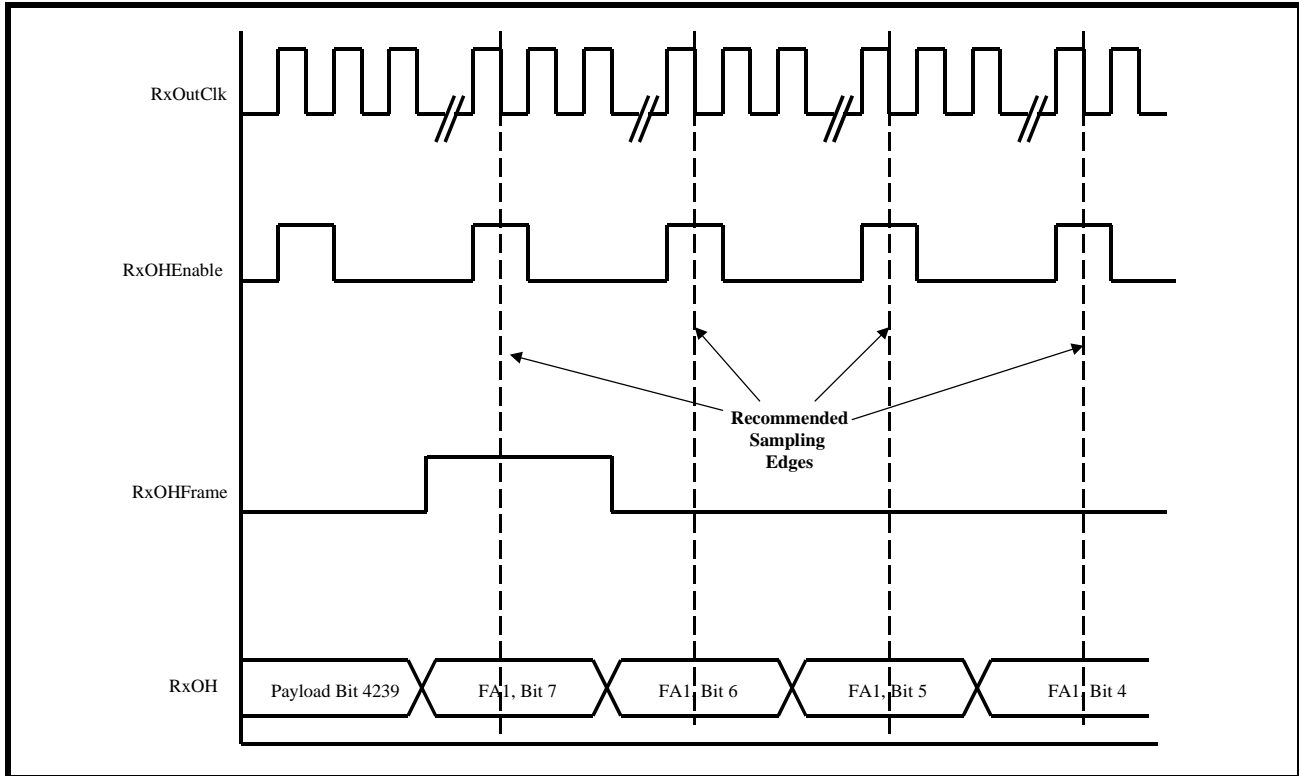 RxOutClk
RxOHEnable
Recommended
Sampling
Edges
RxOHFrame
RxOH
Payload Bit 4239
FA1, Bit 7
FA1, Bit 6
FA1, Bit 5
FA1, Bit 4